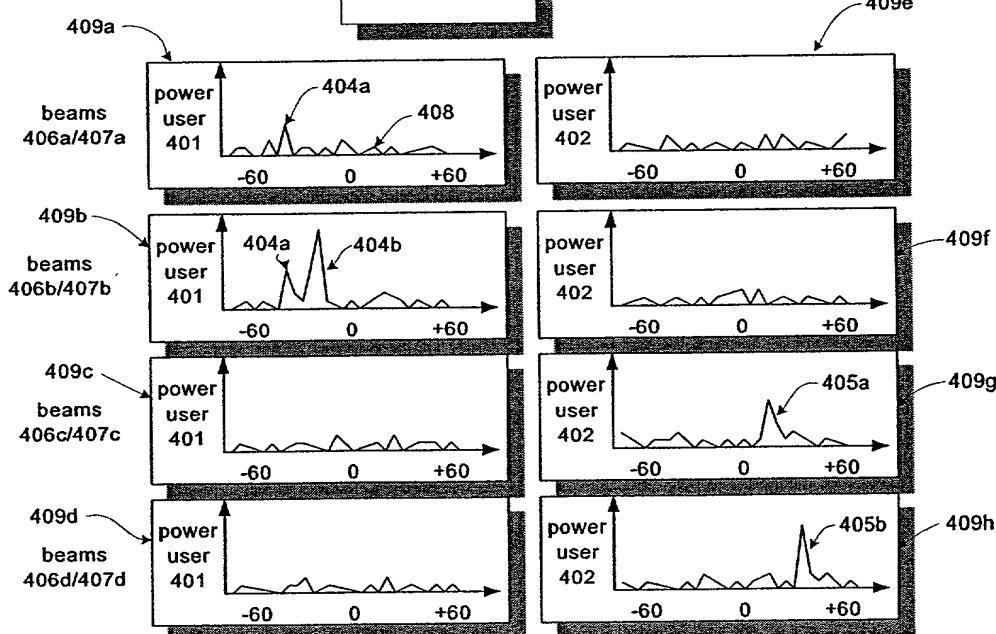 409a
409e
beams
406a/407a
power
user
401
404a
408
-60 0 +60
power
user
402
-60 0 +60
409b
beams
406b/407b
power
user
401
404a
404b
-60 0 +60
power
user
402
-60 0 +60
409f
409c
beams
406c/407c
power
user
401
-60 0 +60
power
user
402
405a
-60 0 +60
409g
409d
beams
406d/407d
power
user
401
-60 0 +60
power
user
402
405b
-60 0 +60
409h